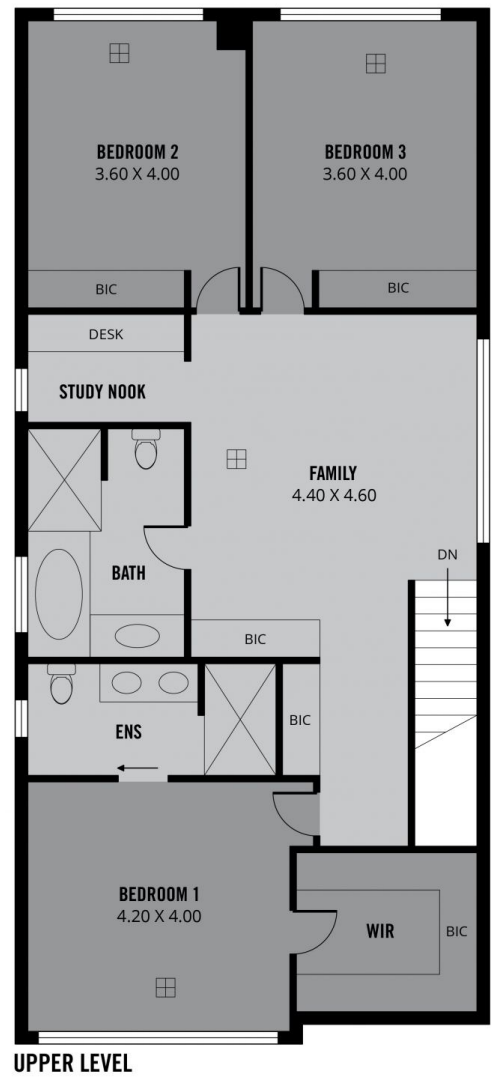 BEDROOM 2
3.60 X 4.00
BEDROOM 3
3.60 X 4.00
BIC
BIC
DESK
STUDY NOOK
FAMILY
4.40 X 4.60
DN
BATH
BIC
BIC
ENS
BEDROOM 1
4.20 X 4.00
WIR
BIC
UPPER LEVEL